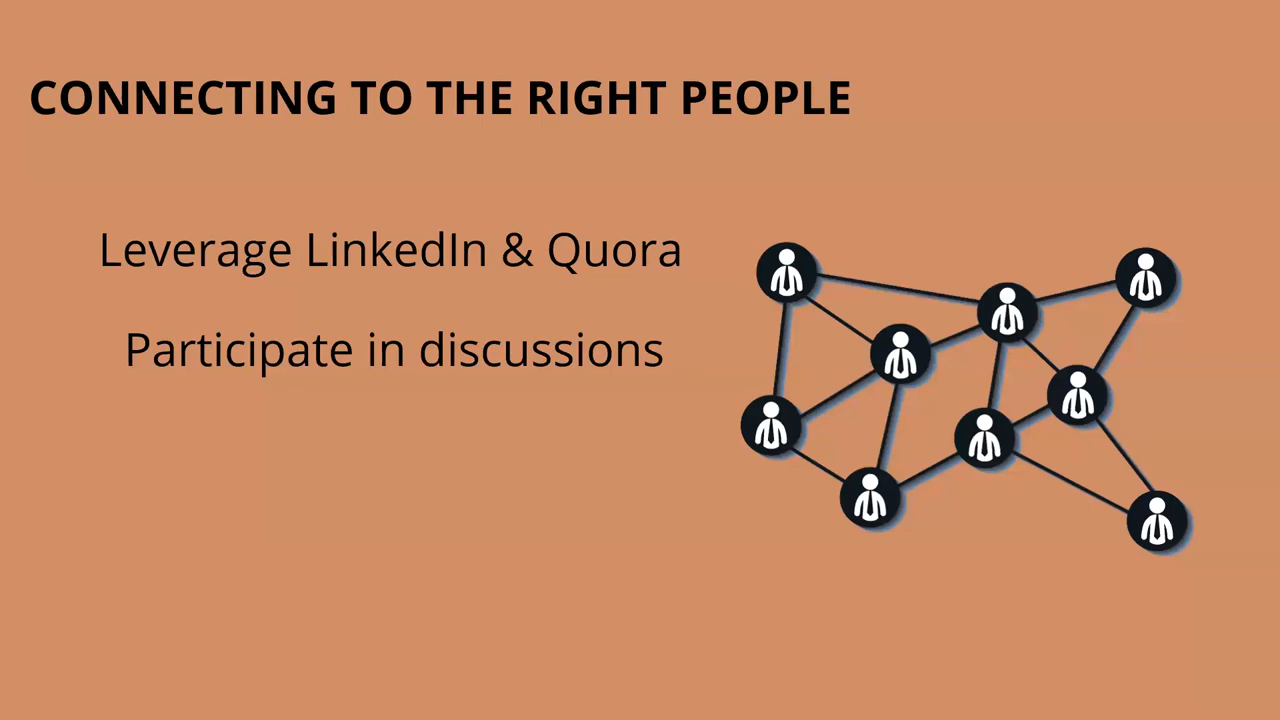 CONNECTING TO THE RIGHT PEOPLE
Leverage LinkedIn & Quora
Participate in discussions